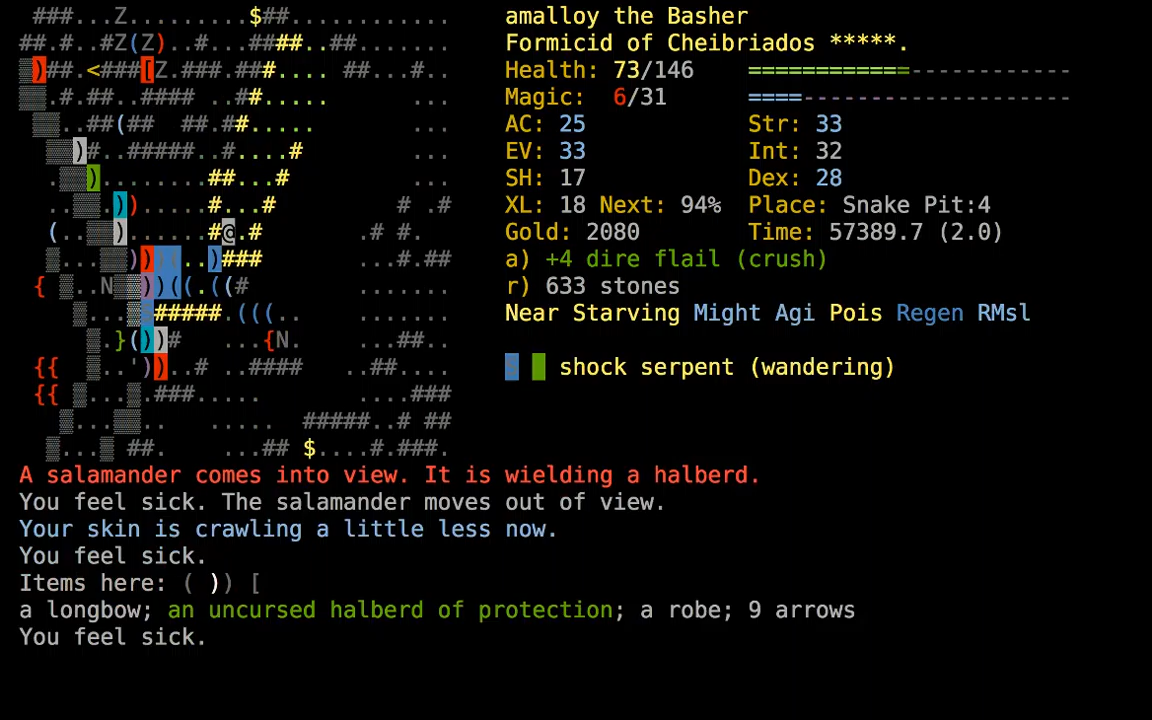 amalloy the Basher
Formicid of Cheibriados *****.
Health: 73/146
Magic: 6/31
AC: 25 Str: 33
EV: 33 Int: 32
SH: 17 Dex: 28
XL: 18 Next: 94% Place: Snake Pit:4
Gold: 2080 Time: 57389.7 (2.0)
a) +4 dire flail (crush)
r) 633 stones
Near Starving Might Agi Pois Regen RMsl
shock serpent (wandering)
A salamander comes into view. It is wielding a halberd.
You feel sick. The salamander moves out of view.
Your skin is crawling a little less now.
You feel sick.
Items here: ( )) [
a longbow; an uncursed halberd of protection; a robe; 9 arrows
You feel sick.